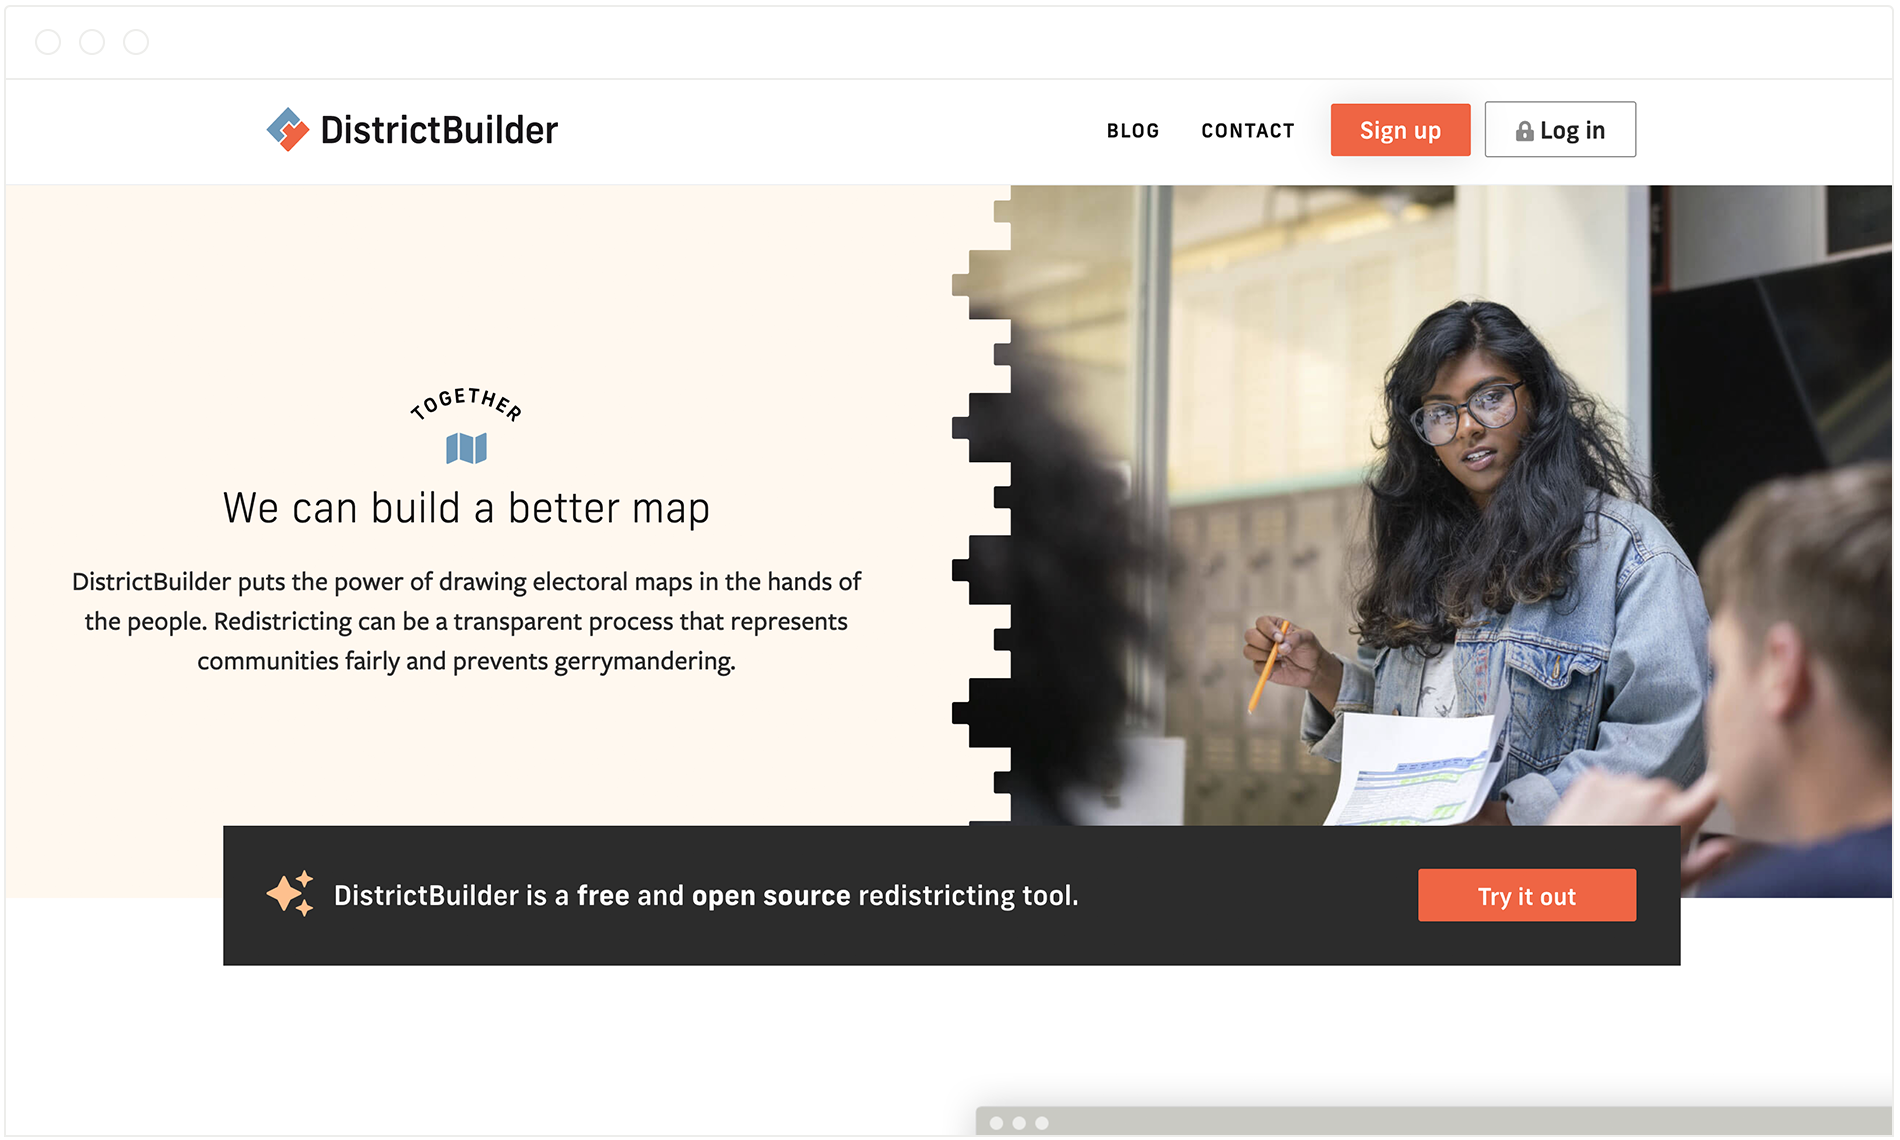 DistrictBuilder
BLOG
CONTACT
Sign up
Log in
TOGETHER
We can build a better map
DistrictBuilder puts the power of drawing electoral maps in the hands of
the people. Redistricting can be a transparent process that represents
communities fairly and prevents gerrymandering.
DistrictBuilder is a free and open source redistricting tool.
Try it out